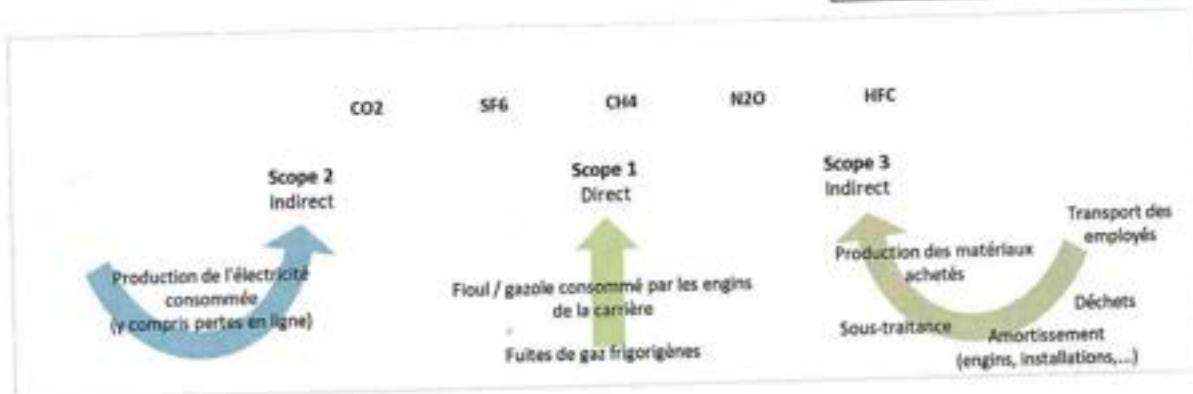 CO2 SF6 CH4 N2O HFC
Scope 2
Indirect
Production de l'électricité
consommée
(y compris pertes en ligne)
Scope 1
Direct
Fioul / gazole consommé par les engins
de la carrière
Fuites de gaz frigorigènes
Scope 3
Indirect
Transport des
employés
Production des matériaux
achetés
Déchets
Sous-traitance
Amortissement
(engins, installations,...)